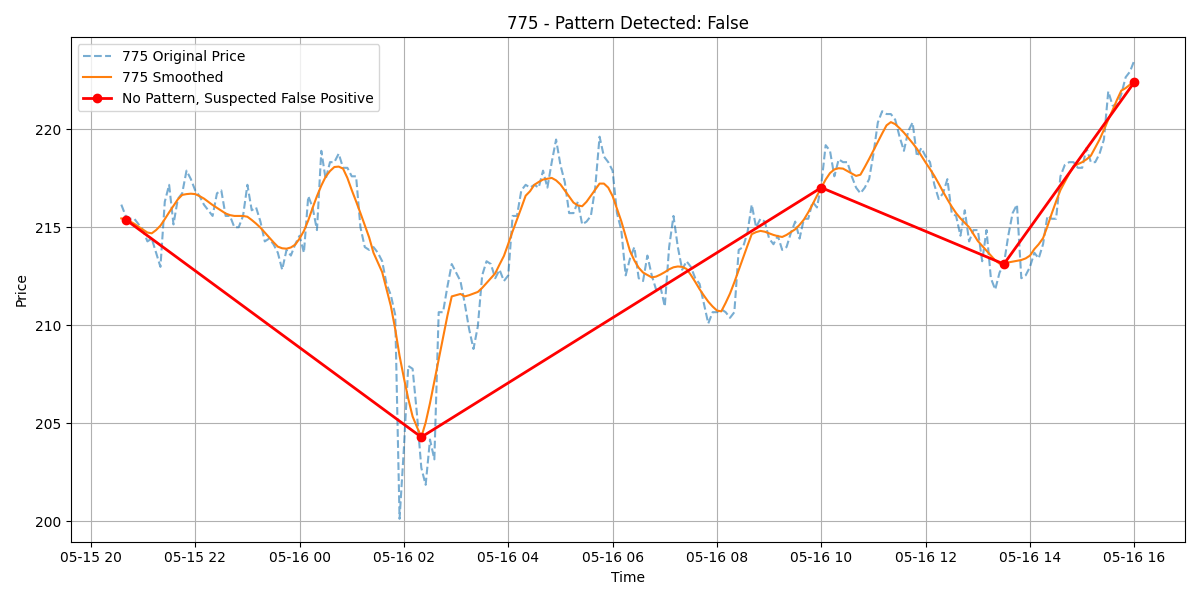 775 - Pattern Detected: False
775 Original Price
775 Smoothed
No Pattern, Suspected False Positive
Price
220
215
210
205
200
05-15 20 05-15 22 05-16 00 05-16 02 05-16 04 05-16 06 05-16 08 05-16 10 05-16 12 05-16 14 05-16 16
Time